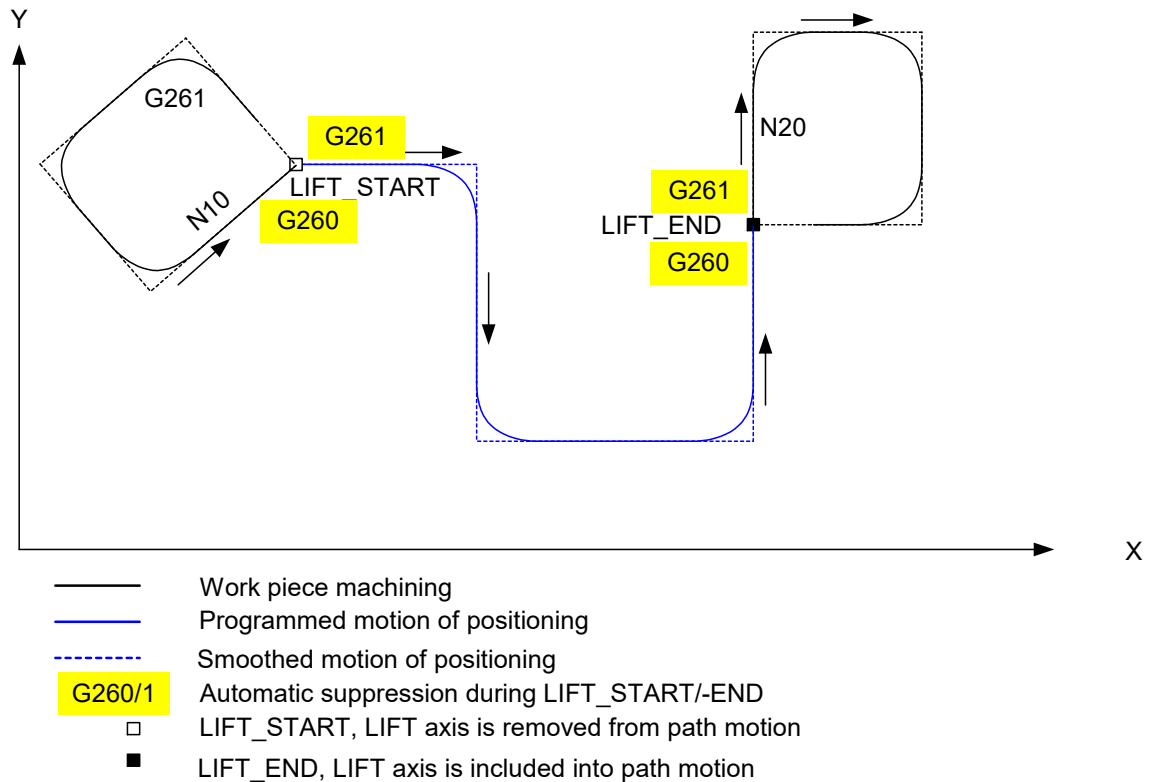 Y
G261
G261
N20
LIFT_START
G261
N10
G260
LIFT_END
G260
X
Work piece machining
Programmed motion of positioning
Smoothed motion of positioning
G260/1 Automatic suppression during LIFT_START/-END
LIFT_START, LIFT axis is removed from path motion
LIFT_END, LIFT axis is included into path motion